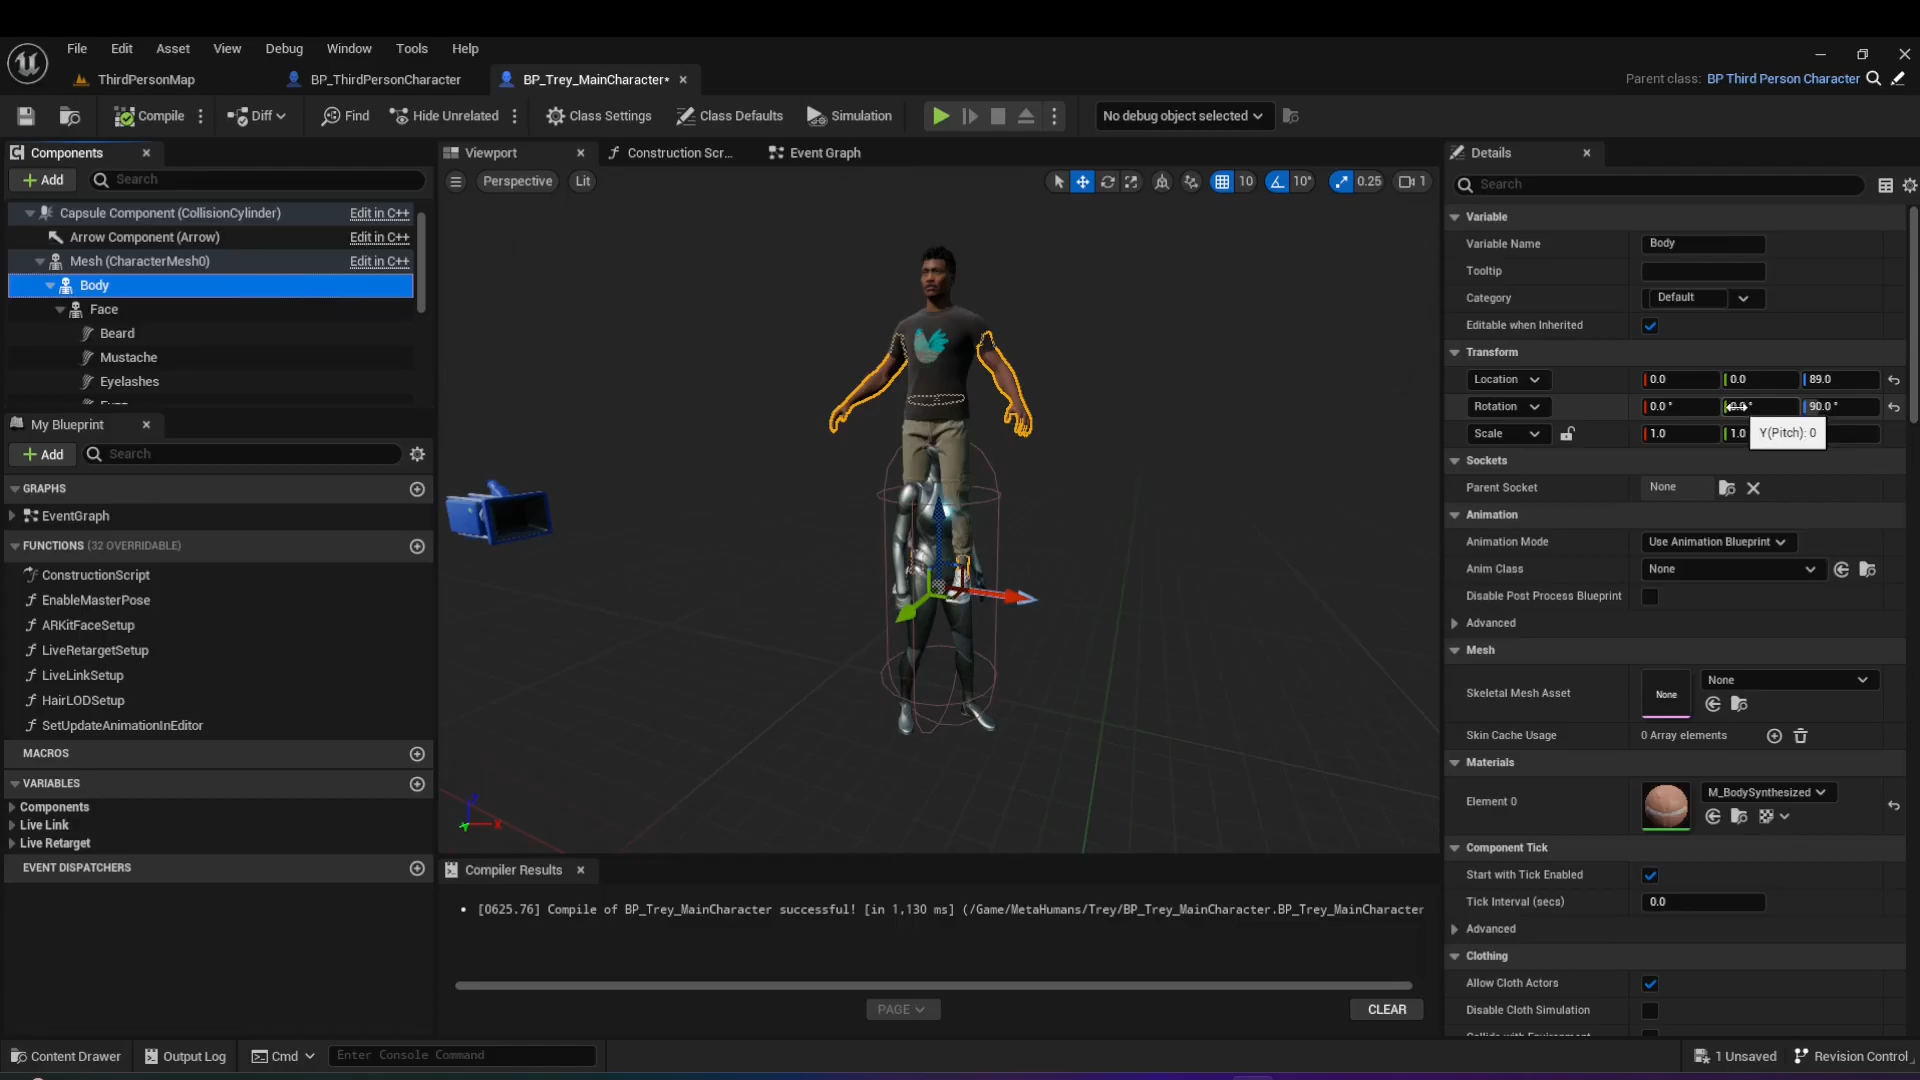 File Edit Asset View Debug Window Tools Help
ThirdPersonMap BP_ThirdPersonCharacter BP_Trey_MainCharacter*
Parent class: BP Third Person Character
Compile Diff Find Hide Unrelated Class Settings Class Defaults Simulation No debug object selected
Components
Add Search
Capsule Component (CollisionCylinder) Edit in C++
Arrow Component (Arrow) Edit in C++
Mesh (CharacterMesh0) Edit in C++
Body
Face
Beard
Mustache
Eyelashes
My Blueprint
Add Search
GRAPHS
EventGraph
FUNCTIONS (32 OVERRIDABLE)
ConstructionScript
EnableMasterPose
ARKitFaceSetup
LiveRetargetSetup
LiveLinkSetup
HairLODSetup
SetUpdateAnimationInEditor
MACROS
VARIABLES
Components
Live Link
Live Retarget
EVENT DISPATCHERS
Viewport Construction Scr... Event Graph
Perspective Lit 10 10° 0.25 1
Z
X
Y
Compiler Results
[0625.76] Compile of BP_Trey_MainCharacter successful! [in 1,130 ms] (/Game/MetaHumans/Trey/BP_Trey_MainCharacter.BP_Trey_MainCharacter
PAGE CLEAR
Details
Search
Variable
Variable Name Body
Tooltip
Category Default
Editable when Inherited
Transform
Location 0.0 0.0 89.0
Rotation 0.0 ° 90.0 °
Scale 1.0 1.0
Y(Pitch): 0
Sockets
Parent Socket None
Animation
Animation Mode Use Animation Blueprint
Anim Class None
Disable Post Process Blueprint
Advanced
Mesh
Skeletal Mesh Asset None None
Skin Cache Usage 0 Array elements
Materials
Element 0 M_BodySynthesized
Component Tick
Start with Tick Enabled
Tick Interval (secs) 0.0
Advanced
Clothing
Allow Cloth Actors
Disable Cloth Simulation
Collide with Environment
Content Drawer Output Log Cmd Enter Console Command 1 Unsaved Revision Control